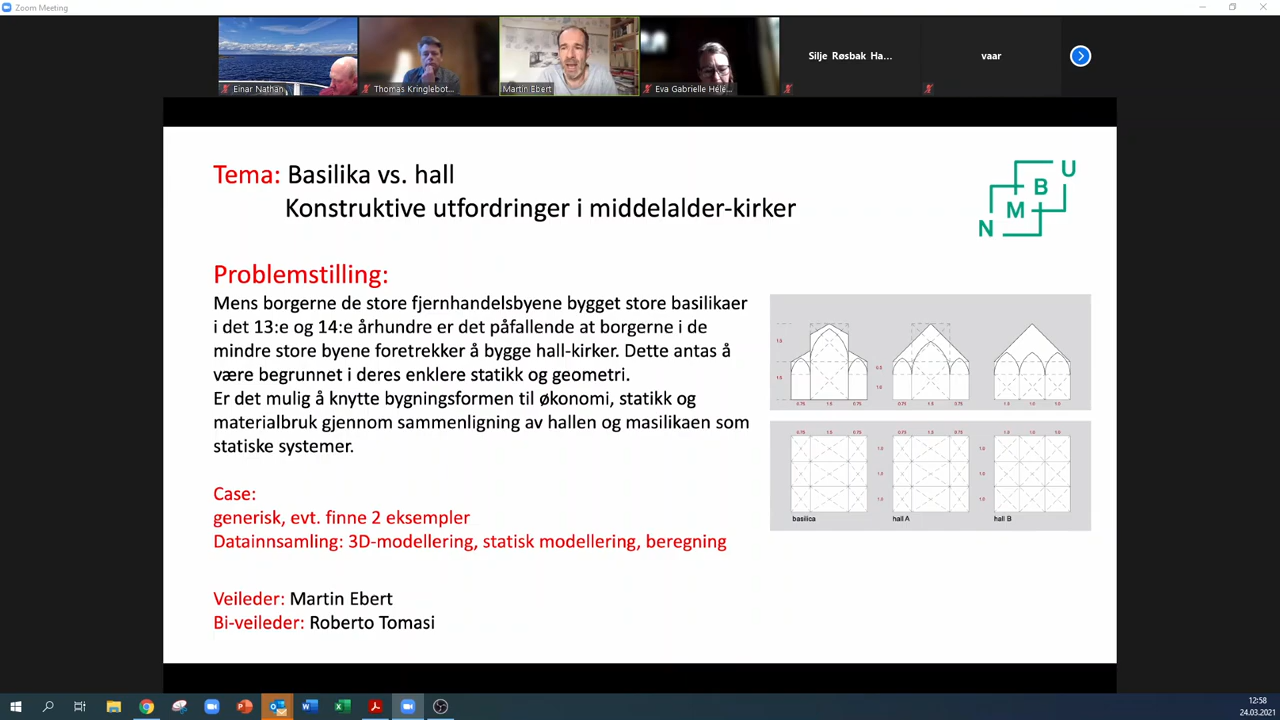 Zoom Meeting
Einar Nathan
Thomas Kringlebot...
Martin Ebert
Eva Gabrielle Hele...
Silje Røsbak Ha...
vaar
Tema: Basilika vs. hall
Konstruktive utfordringer i middelalder-kirker
N M B U
Problemstilling:
Mens borgerne de store fjernhandelsbyene bygget store basilikaer
i det 13:e og 14:e århundre er det påfallende at borgerne i de
mindre store byene foretrekker å bygge hall-kirker. Dette antas å
være begrunnet i deres enklere statikk og geometri.
Er det mulig å knytte bygningsformen til økonomi, statikk og
materialbruk gjennom sammenligning av hallen og masilikaen som
statiske systemer.
Case:
generisk, evt. finne 2 eksempler
Datainnsamling: 3D-modellering, statisk modellering, beregning
Veileder: Martin Ebert
Bi-veileder: Roberto Tomasi
basilica
hall A
hall B
12:58
24.03.2021